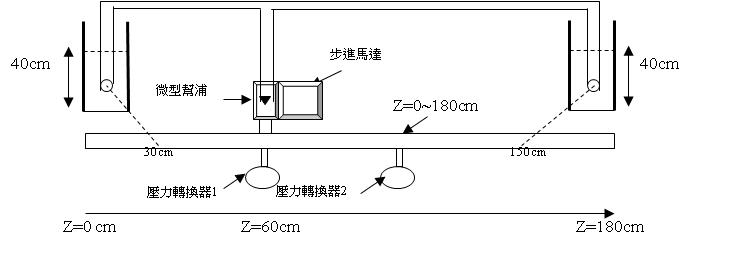 步進馬達
40cm
40cm
微型幫浦
Z=0~180cm
30cm
150cm
壓力轉換器1
壓力轉換器2
Z=0 cm
Z=60cm
Z=180cm